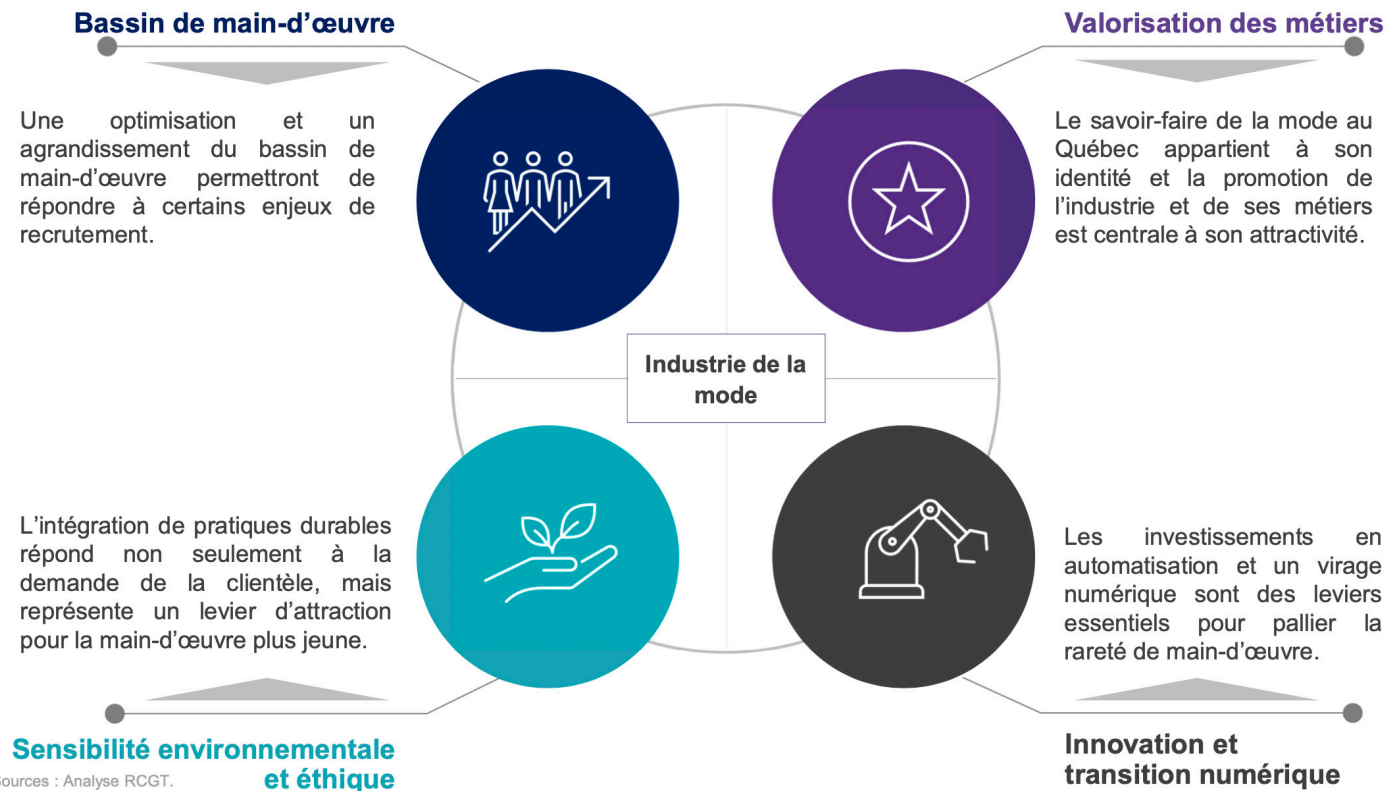 Bassin de main-d’œuvre
Une optimisation et un
agrandissement du bassin de
main-d’œuvre permettront de
répondre à certains enjeux de
recrutement.
Valorisation des métiers
Le savoir-faire de la mode au
Québec appartient à son
identité et la promotion de
l’industrie et de ses métiers
est centrale à son attractivité.
Industrie de la
mode
L’intégration de pratiques durables
répond non seulement à la
demande de la clientèle, mais
représente un levier d’attraction
pour la main-d’œuvre plus jeune.
Sensibilité environnementale
et éthique
Les investissements en
automatisation et un virage
numérique sont des leviers
essentiels pour pallier la
rareté de main-d’œuvre.
Innovation et
transition numérique
Sources : Analyse RCGT.